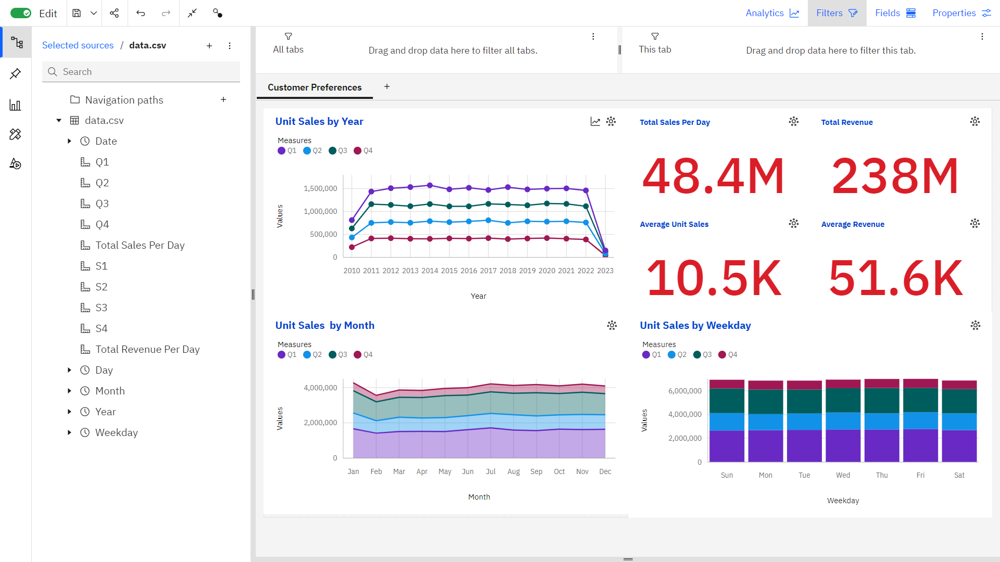 Edit
Analytics
Filters
Fields
Properties
Selected sources / data.csv
Search
Navigation paths
data.csv
Date
Q1
Q2
Q3
Q4
Total Sales Per Day
S1
S2
S3
S4
Total Revenue Per Day
Day
Month
Year
Weekday
All tabs
Drag and drop data here to filter all tabs.
This tab
Drag and drop data here to filter this tab.
Customer Preferences
Unit Sales by Year
Measures
Q1 Q2 Q3 Q4
Values
1,500,000
1,000,000
500,000
0
2010 2011 2012 2013 2014 2015 2016 2017 2018 2019 2020 2021 2022 2023
Year
Total Sales Per Day
48.4M
Total Revenue
238M
Average Unit Sales
10.5K
Average Revenue
51.6K
Unit Sales by Month
Measures
Q1 Q2 Q3 Q4
Values
4,000,000
2,000,000
0
Jan Feb Mar Apr May Jun Jul Aug Sep Oct Nov Dec
Month
Unit Sales by Weekday
Measures
Q1 Q2 Q3 Q4
Values
6,000,000
4,000,000
2,000,000
0
Sun Mon Tue Wed Thu Fri Sat
Weekday